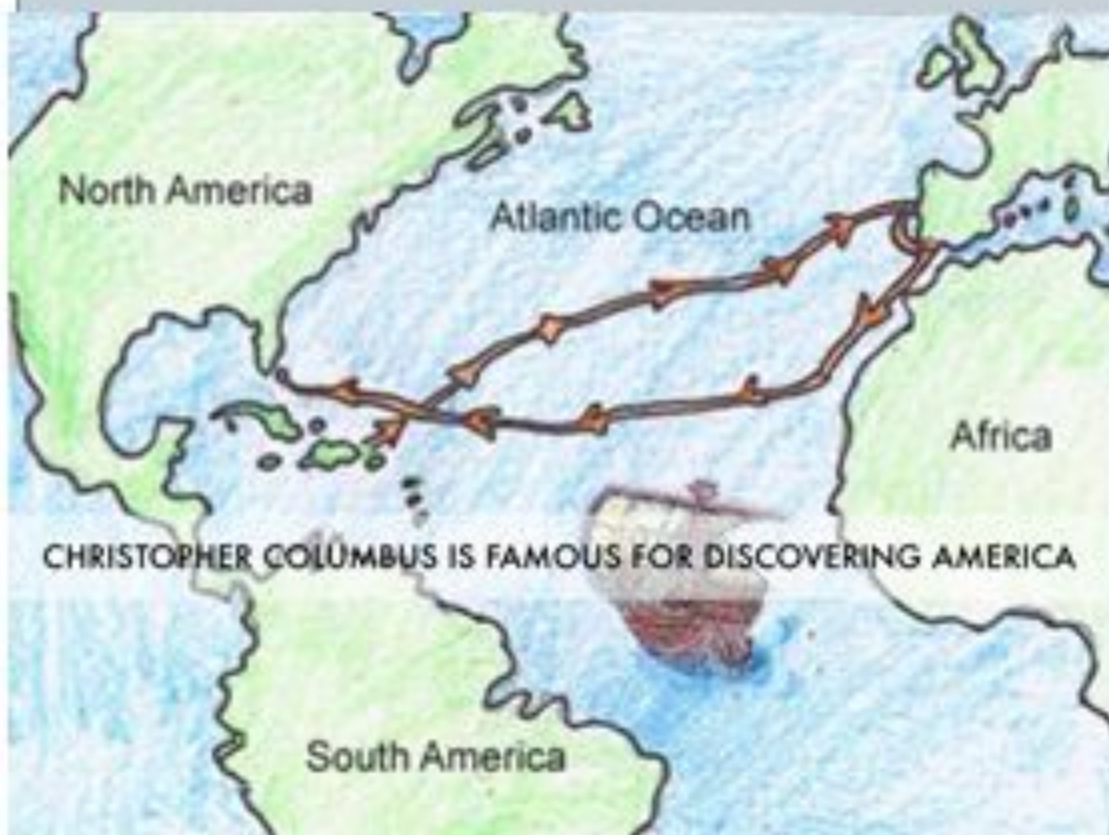 North America
Atlantic Ocean
Africa
CHRISTOPHER COLUMBUS IS FAMOUS FOR DISCOVERING AMERICA
South America